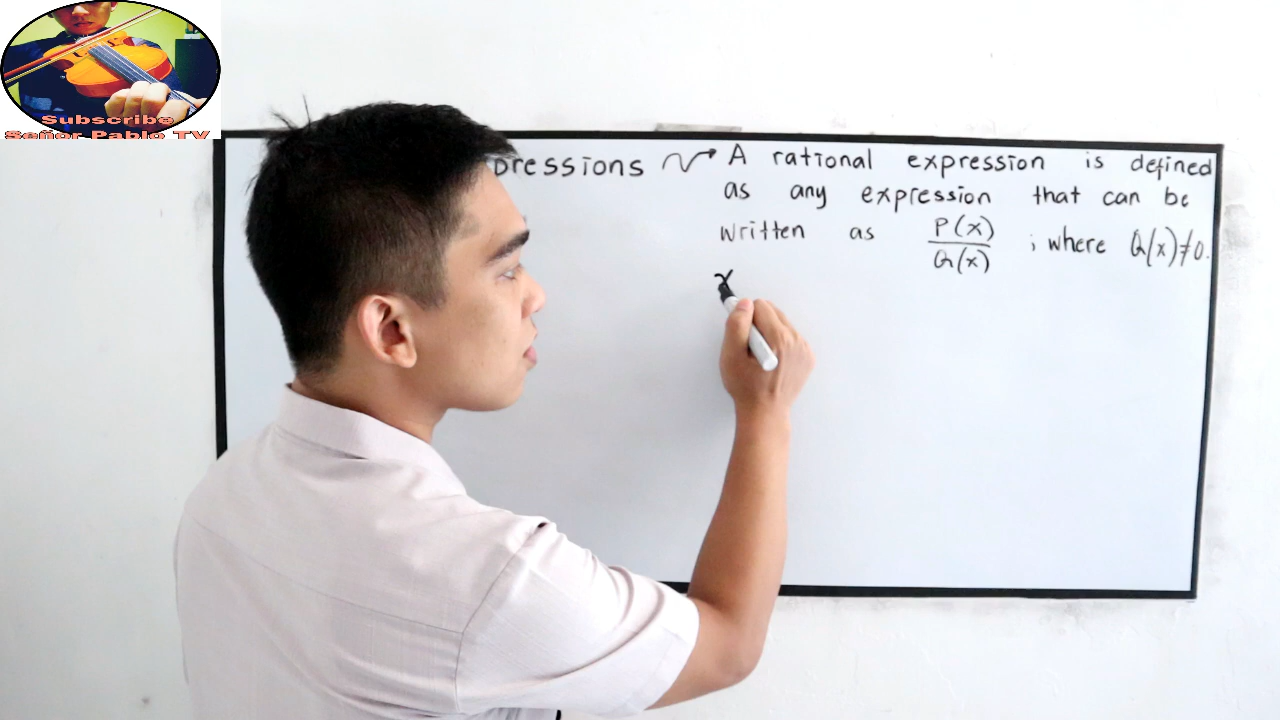 Subscribe
Señor Pablo TV
pressions A rational expression is defined
as any expression that can be
written as P(x)/Q(x) ; where Q(x)≠0.
x